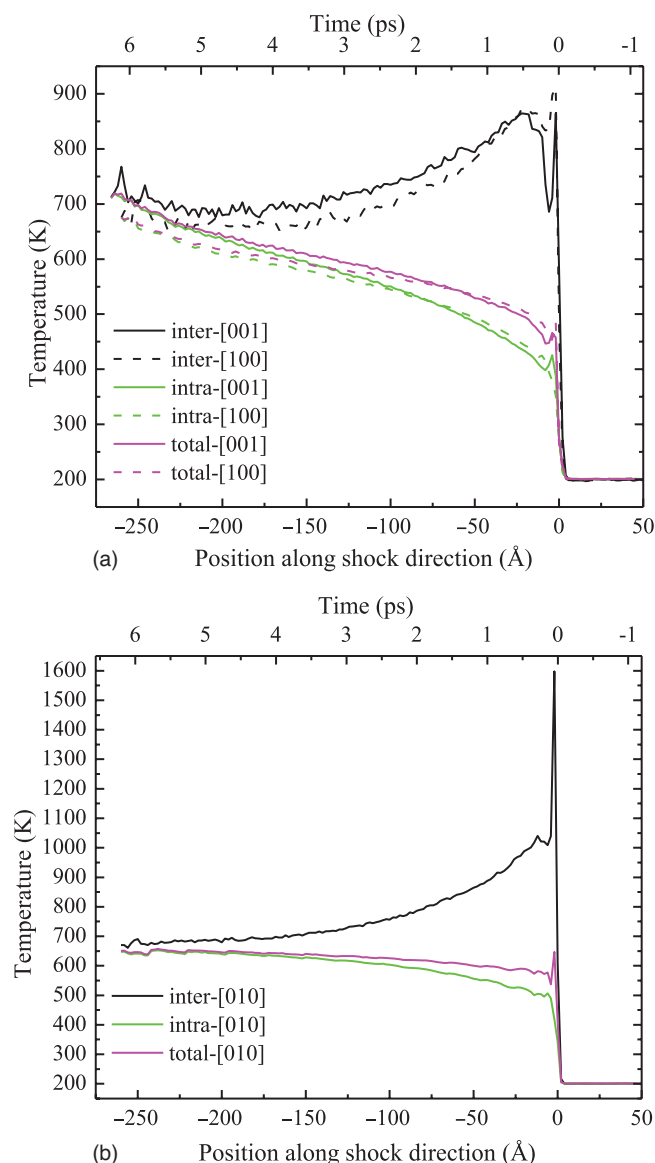 Time (ps)
6 5 4 3 2 1 0 -1
900
800
700
600
500
400
300
200
Temperature (K)
inter-[001]
inter-[100]
intra-[001]
intra-[100]
total-[001]
total-[100]
−250 −200 −150 −100 −50 0 50
(a) Position along shock direction (Å)
Time (ps)
6 5 4 3 2 1 0 -1
1600
1500
1400
1300
1200
1100
1000
900
800
700
600
500
400
300
200
Temperature (K)
inter-[010]
intra-[010]
total-[010]
−250 −200 −150 −100 −50 0 50
(b) Position along shock direction (Å)